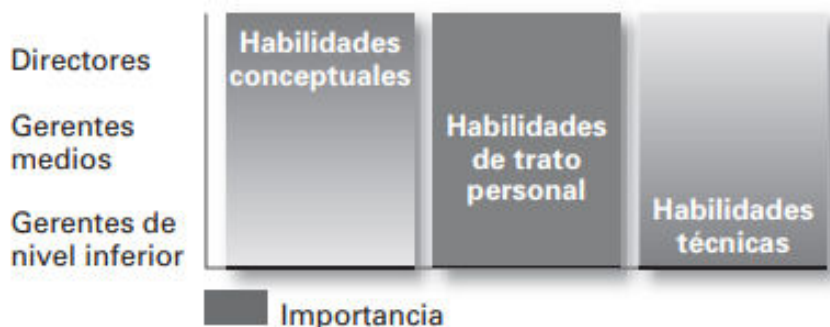 Directores
Gerentes
medios
Gerentes de
nivel inferior
Habilidades
conceptuales
Habilidades
de trato
personal
Habilidades
técnicas
Importancia